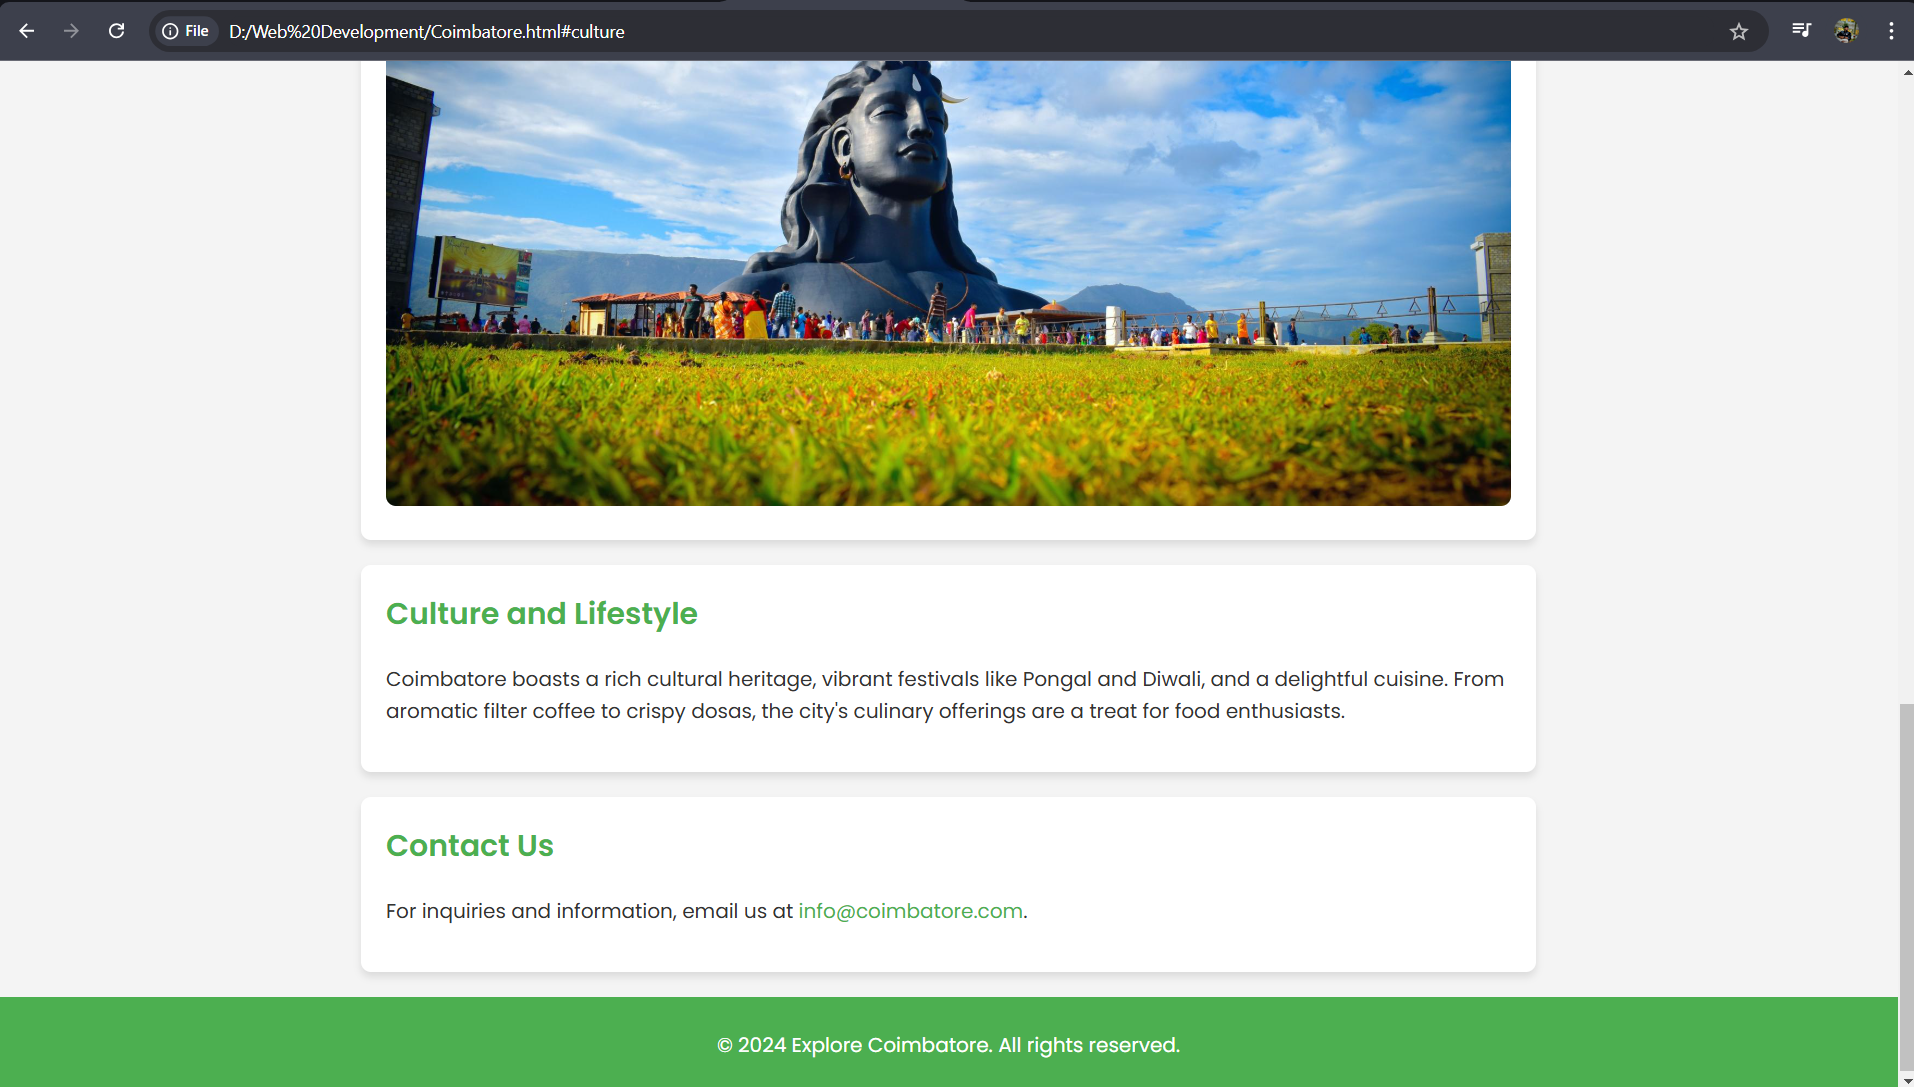 File D:/Web%20Development/Coimbatore.html#culture
Culture and Lifestyle
Coimbatore boasts a rich cultural heritage, vibrant festivals like Pongal and Diwali, and a delightful cuisine. From
aromatic filter coffee to crispy dosas, the city's culinary offerings are a treat for food enthusiasts.
Contact Us
For inquiries and information, email us at info@coimbatore.com.
© 2024 Explore Coimbatore. All rights reserved.